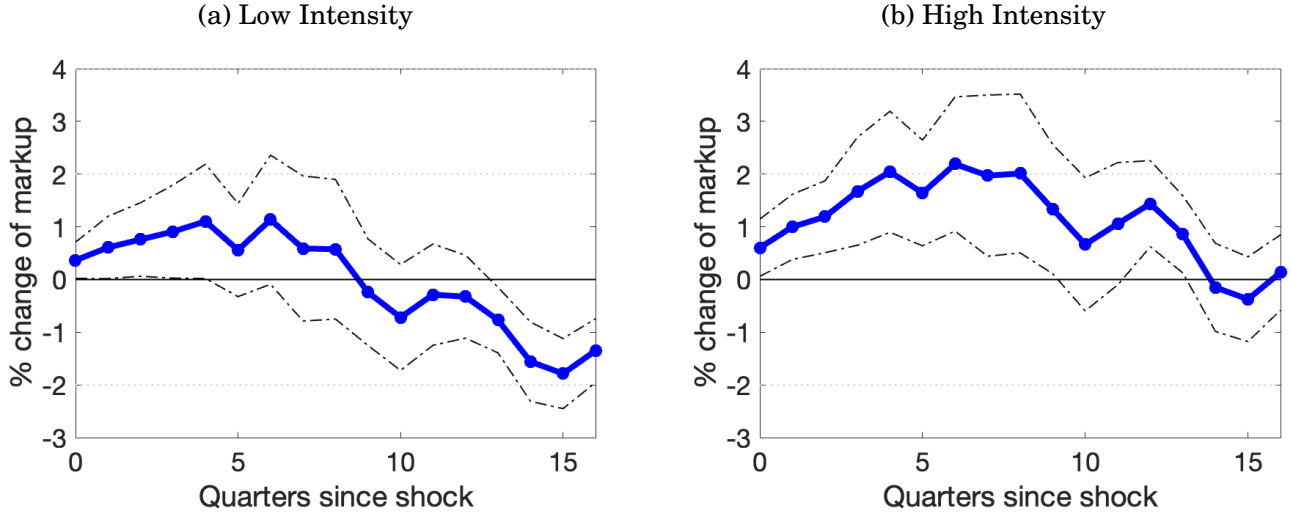 (a) Low Intensity
4
3
2
1
0
-1
-2
-3
% change of markup
0 5 10 15
Quarters since shock
(b) High Intensity
4
3
2
1
0
-1
-2
-3
% change of markup
0 5 10 15
Quarters since shock